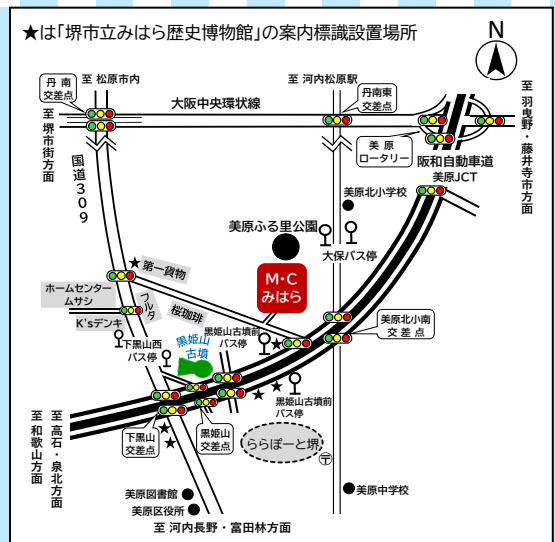 ★は「堺市立みはら歴史博物館」の案内標識設置場所
N
至 松原市内
至 河内松原駅
丹 南
交差点
丹南東
交差点
大阪中央環状線
至 堺市街方面
至 羽曳野・藤井寺市方面
美 原
ロータリー
阪和自動車道
美原JCT
国道309
美原北小学校
美原ふる里公園
大保バス停
★
第一貨物
M・C
みはら
ホームセンター
ムサシ
フルタ
桜珈琲
K'sデンキ
美原北小南
交 差 点
下黒山西
バス停
黒姫山
古墳
黒姫山古墳前
バス停
★
★
★
黒姫山古墳前
バス停
下黒山
交差点
★
★
黒姫山
交差点
ららぽーと堺
〒
至 和歌山方面
至 高石・泉北方面
美原図書館
美原区役所
美原中学校
至 河内長野・富田林方面